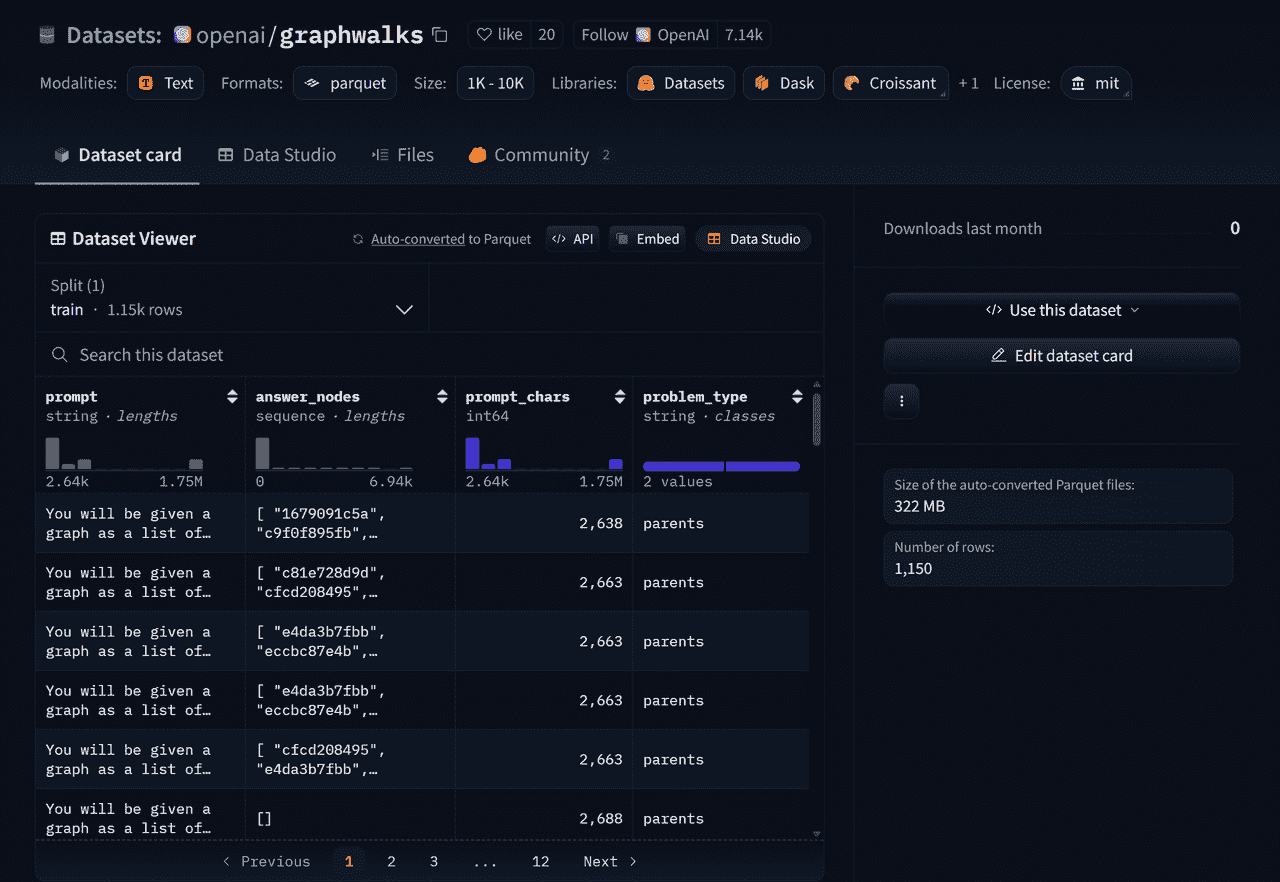 Datasets: openai/graphwalks like 20 Follow OpenAI 7.14k
Modalities: Text Formats: parquet Size: 1K - 10K Libraries: Datasets Dask Croissant + 1 License: mit
Dataset card Data Studio Files Community 2
Dataset Viewer Auto-converted to Parquet API Embed Data Studio
Split (1)
train · 1.15k rows
Search this dataset
prompt answer_nodes prompt_chars problem_type
string · lengths sequence · lengths int64 string · classes
2.64k 1.75M 0 6.94k 2.64k 1.75M 2 values
You will be given a [ "1679091c5a", 2,638 parents
graph as a list of… "c9f0f895fb",…
You will be given a [ "c81e728d9d", 2,663 parents
graph as a list of… "cfcd208495",…
You will be given a [ "e4da3b7fbb", 2,663 parents
graph as a list of… "eccbc87e4b",…
You will be given a [ "e4da3b7fbb", 2,663 parents
graph as a list of… "eccbc87e4b",…
You will be given a [ "cfcd208495", 2,663 parents
graph as a list of… "e4da3b7fbb",…
You will be given a [] 2,688 parents
graph as a list of…
< Previous 1 2 3 ... 12 Next >
Downloads last month 0
</> Use this dataset
Edit dataset card
Size of the auto-converted Parquet files:
322 MB
Number of rows:
1,150